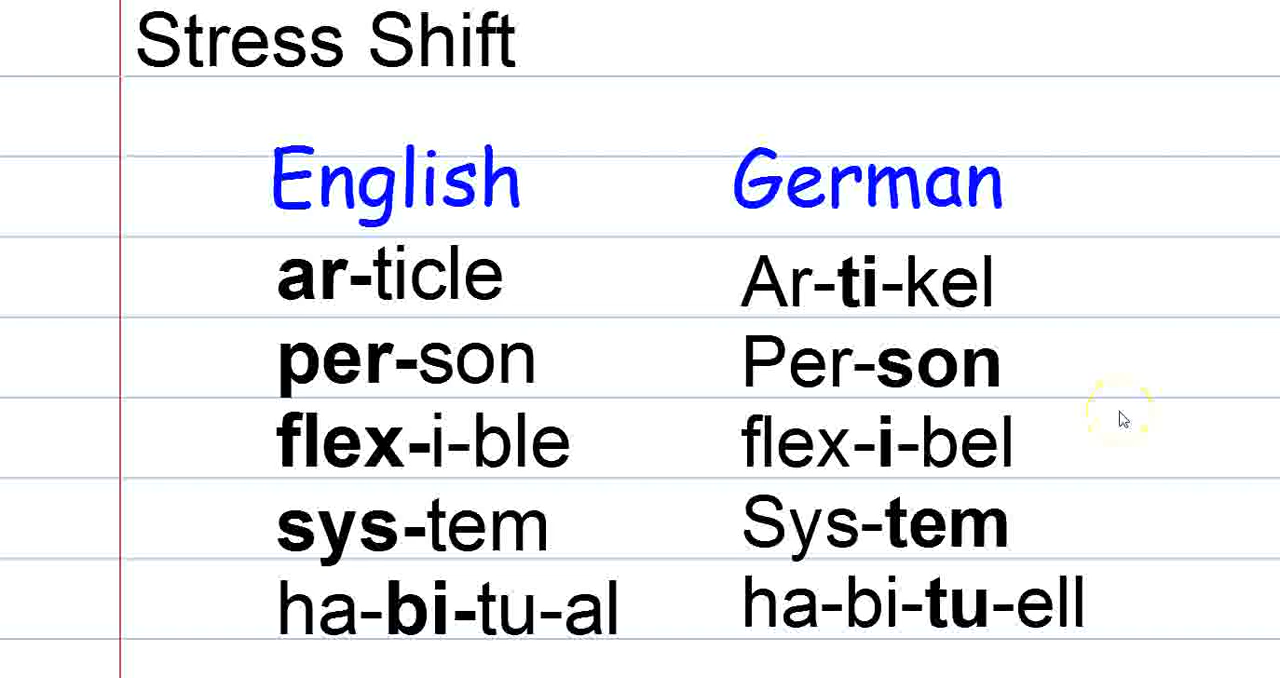 Stress Shift
English German
ar-ticle Ar-ti-kel
per-son Per-son
flex-i-ble flex-i-bel
sys-tem Sys-tem
ha-bi-tu-al ha-bi-tu-ell